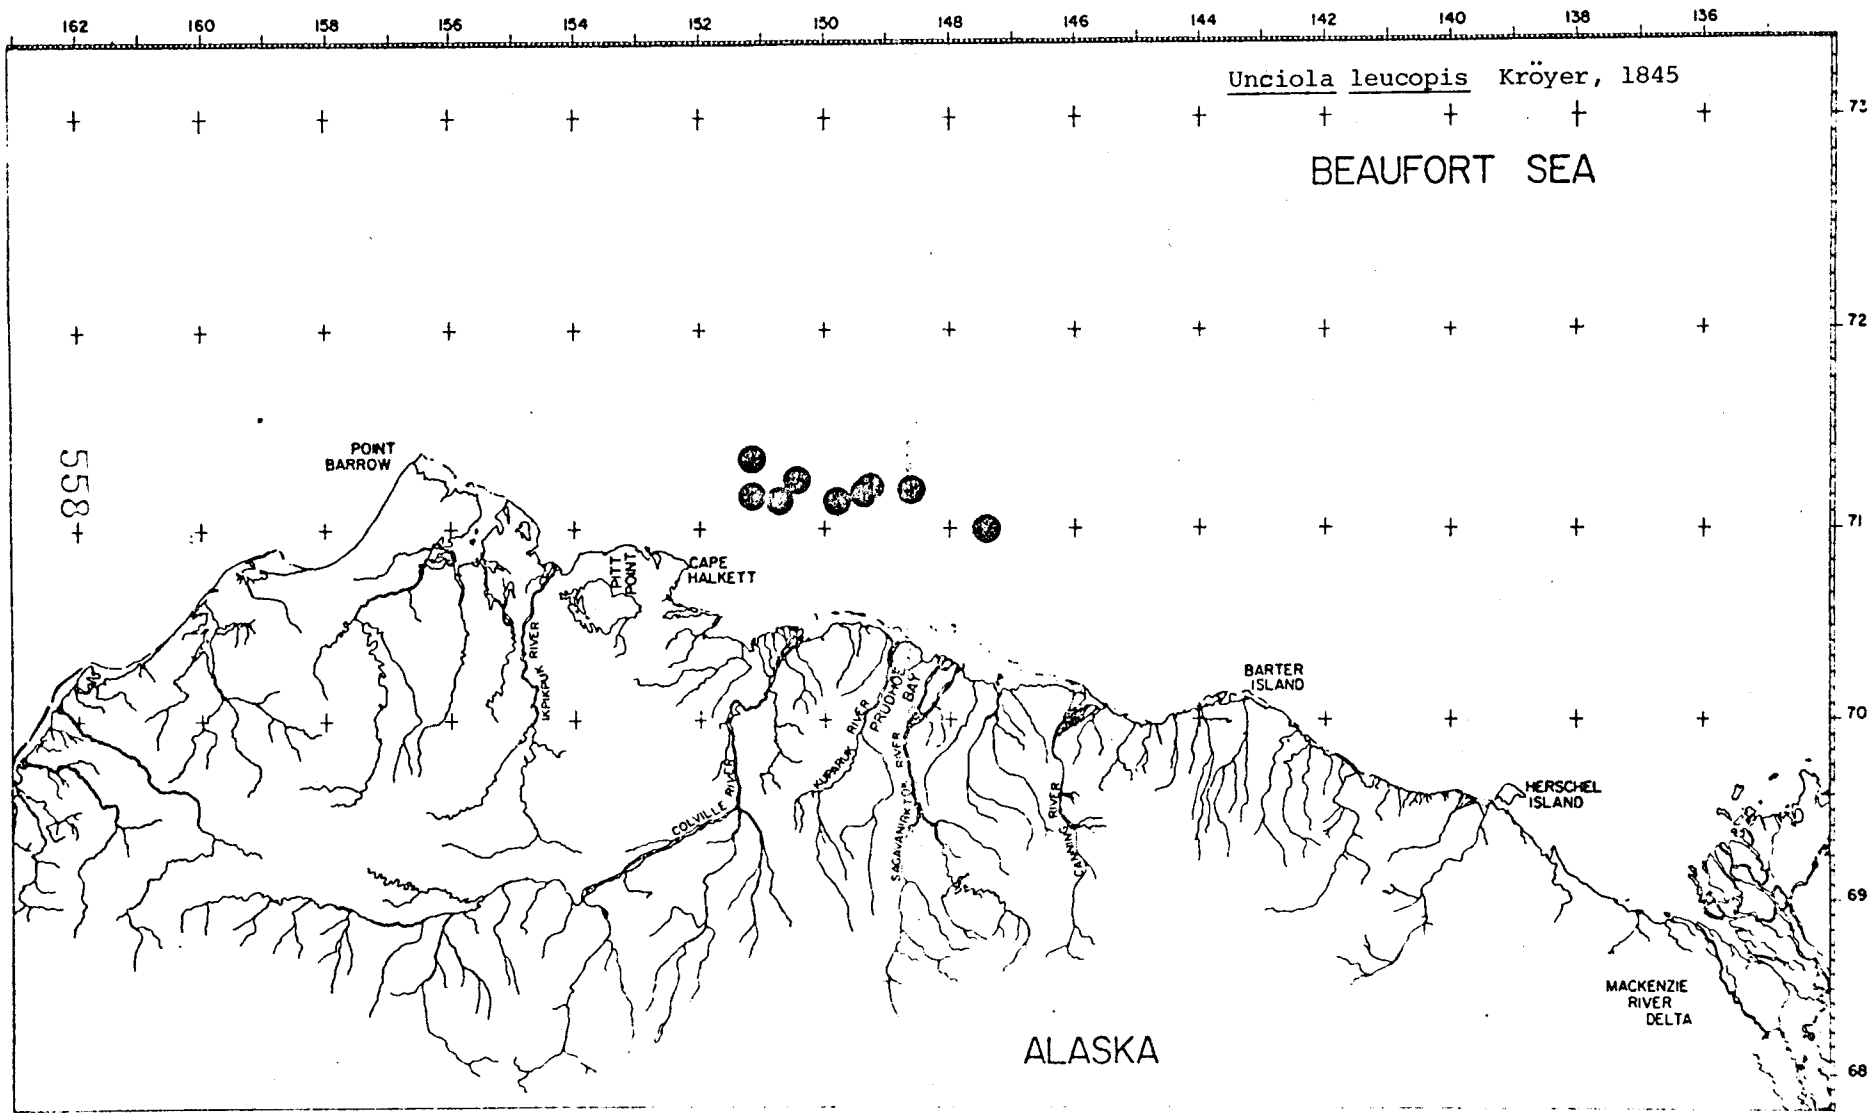 162 160 158 156 154 152 150 148 146 144 142 140 138 136
Unciola leucopis Kröyer, 1845
73
BEAUFORT SEA
72
POINT
BARROW
558
71
PITT
POINT
CAPE
HALKETT
IKPIKPUK RIVER
BARTER
ISLAND
PRUDHOE
BAY
70
KUPARUK RIVER
COLVILLE RIVER
SAGAVANIRKTOK RIVER
CANNING RIVER
HERSCHEL
ISLAND
69
MACKENZIE
RIVER
DELTA
ALASKA
68